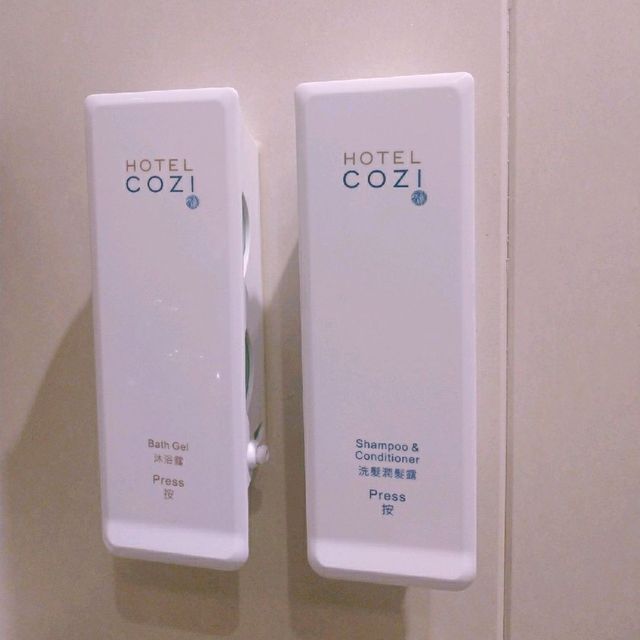 HOTEL
COZI
Bath Gel
沐浴露
Press
按
HOTEL
COZI
Shampoo &
Conditioner
洗髮潤髮露
Press
按